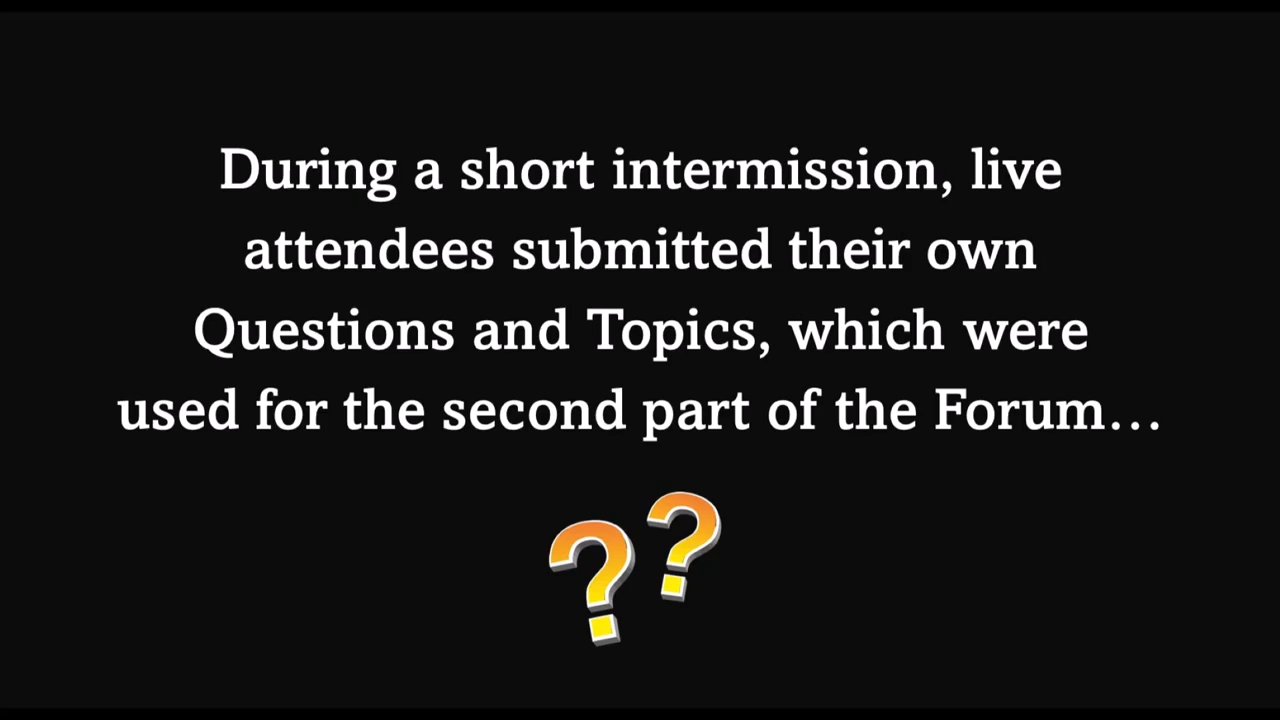 During a short intermission, live
attendees submitted their own
Questions and Topics, which were
used for the second part of the Forum...
??